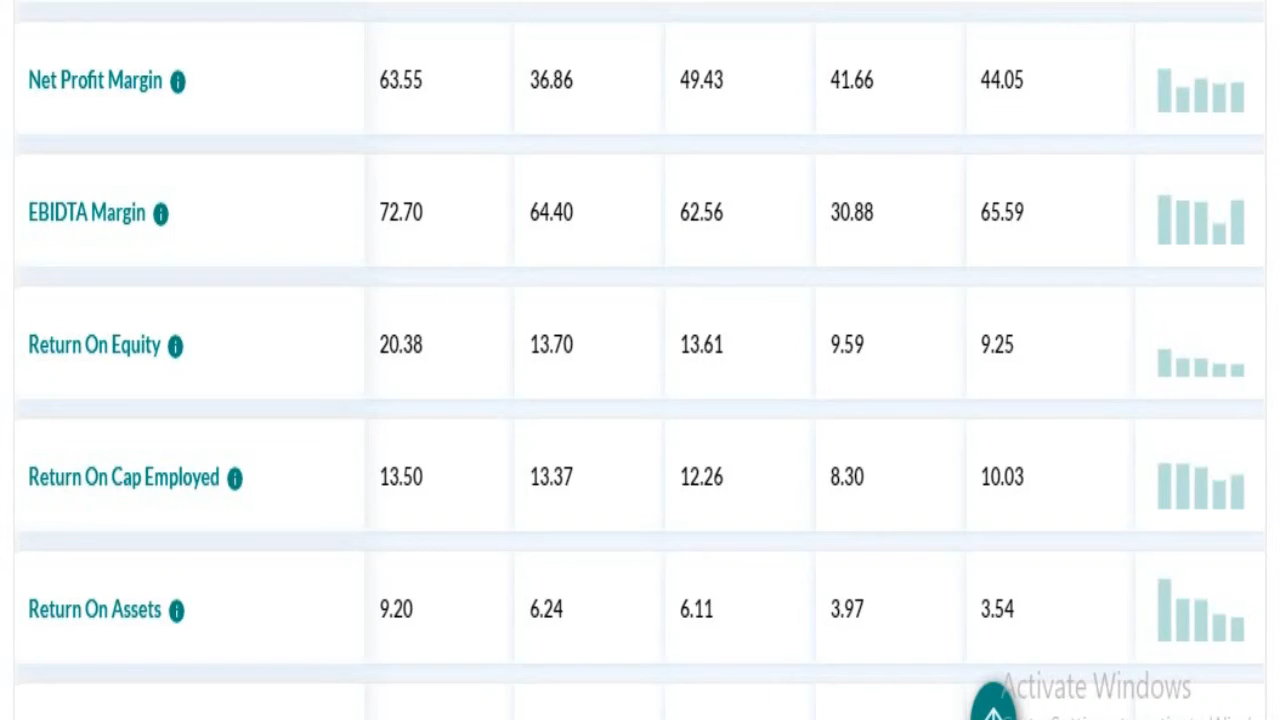 Net Profit Margin 63.55 36.86 49.43 41.66 44.05
EBIDTA Margin 72.70 64.40 62.56 30.88 65.59
Return On Equity 20.38 13.70 13.61 9.59 9.25
Return On Cap Employed 13.50 13.37 12.26 8.30 10.03
Return On Assets 9.20 6.24 6.11 3.97 3.54
Activate Windows